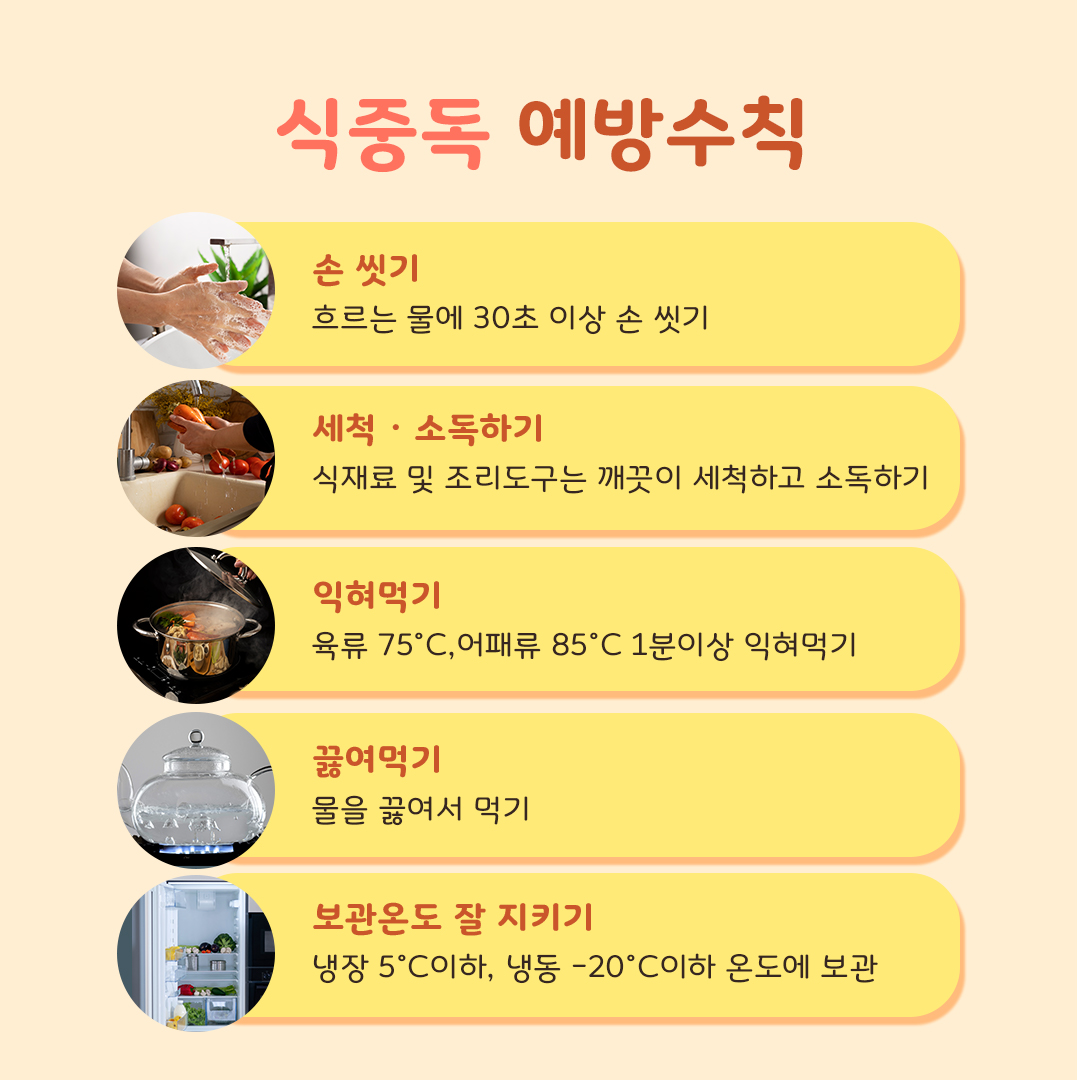 식중독 예방수칙
손 씻기
흐르는 물에 30초 이상 손 씻기
세척 · 소독하기
식재료 및 조리도구는 깨끗이 세척하고 소독하기
익혀먹기
육류 75°C,어패류 85°C 1분이상 익혀먹기
끓여먹기
물을 끓여서 먹기
보관온도 잘 지키기
냉장 5°C이하, 냉동 -20°C이하 온도에 보관